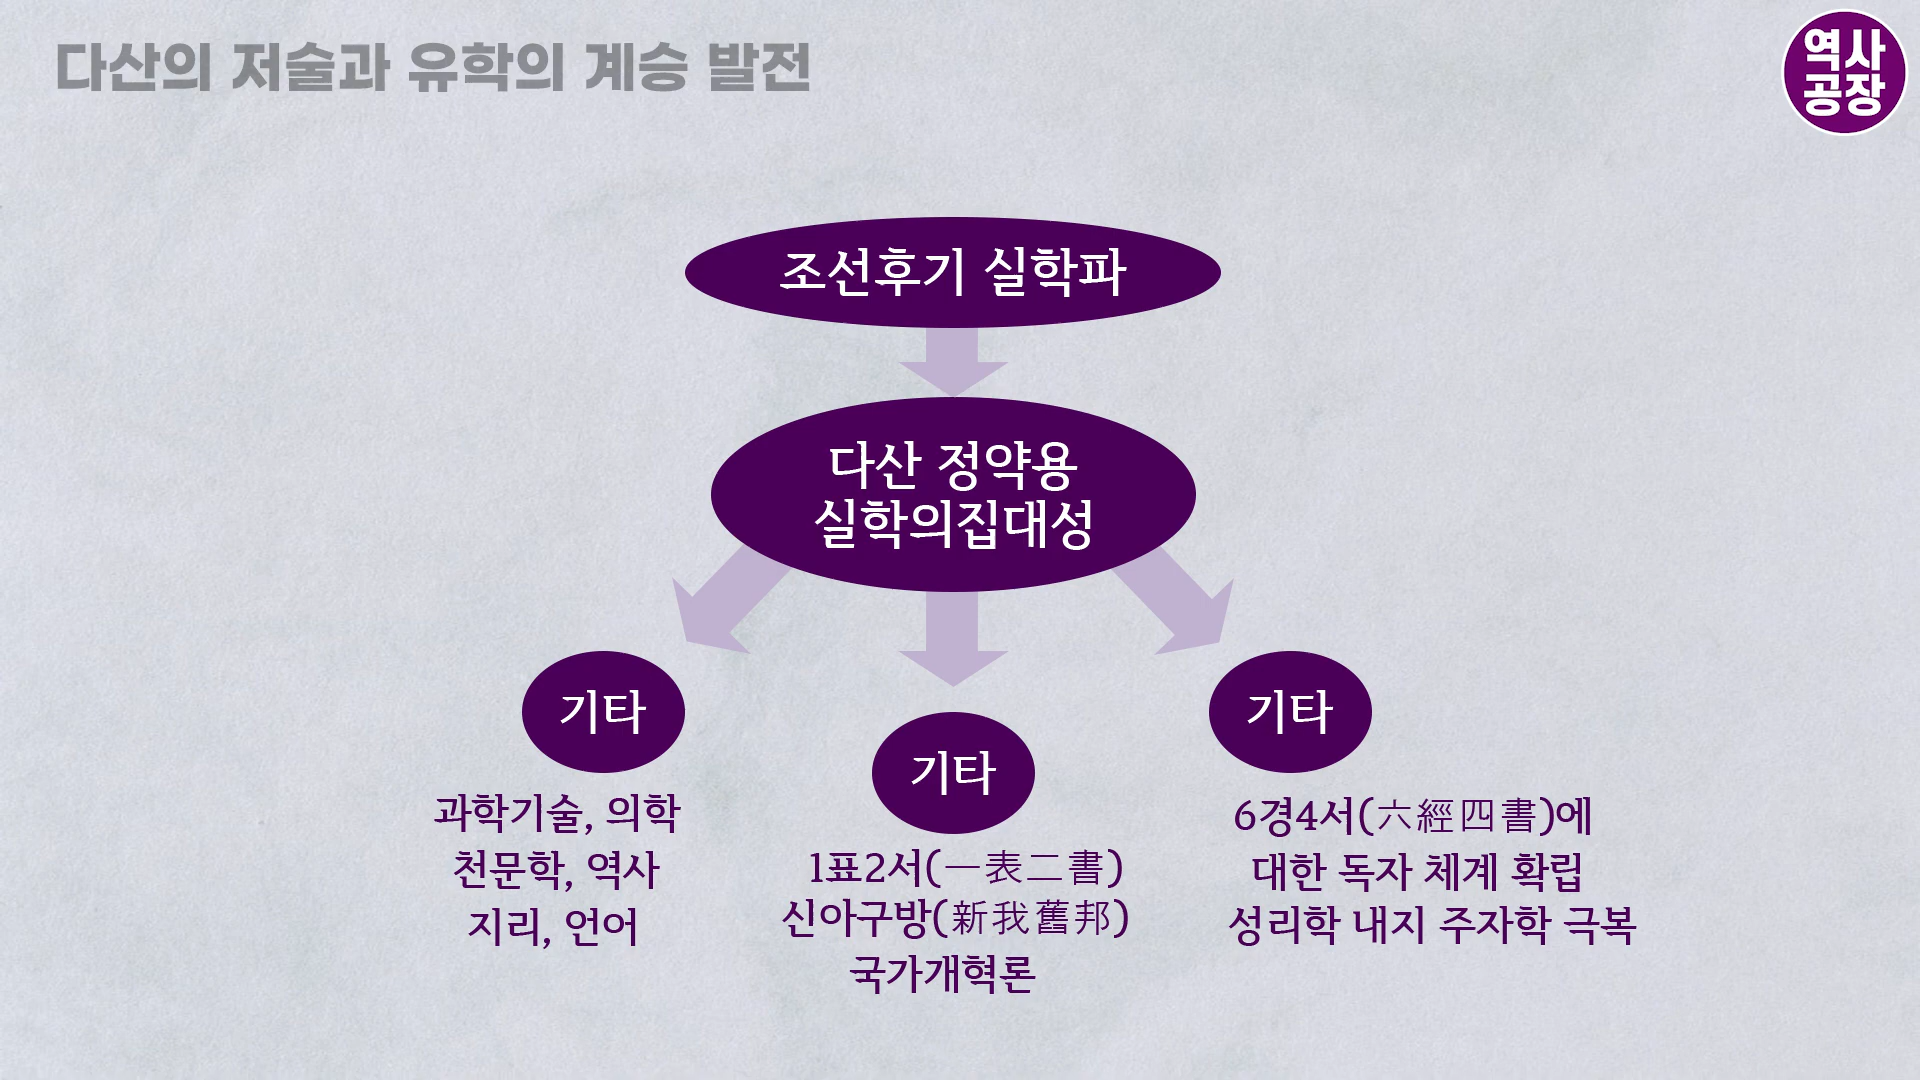 다산의 저술과 유학의 계승 발전
역사
공장
조선후기 실학파
다산 정약용
실학의집대성
기타
과학기술, 의학
천문학, 역사
지리, 언어
기타
1표2서(一表二書)
신아구방(新我舊邦)
국가개혁론
기타
6경4서(六經四書)에
대한 독자 체계 확립
성리학 내지 주자학 극복